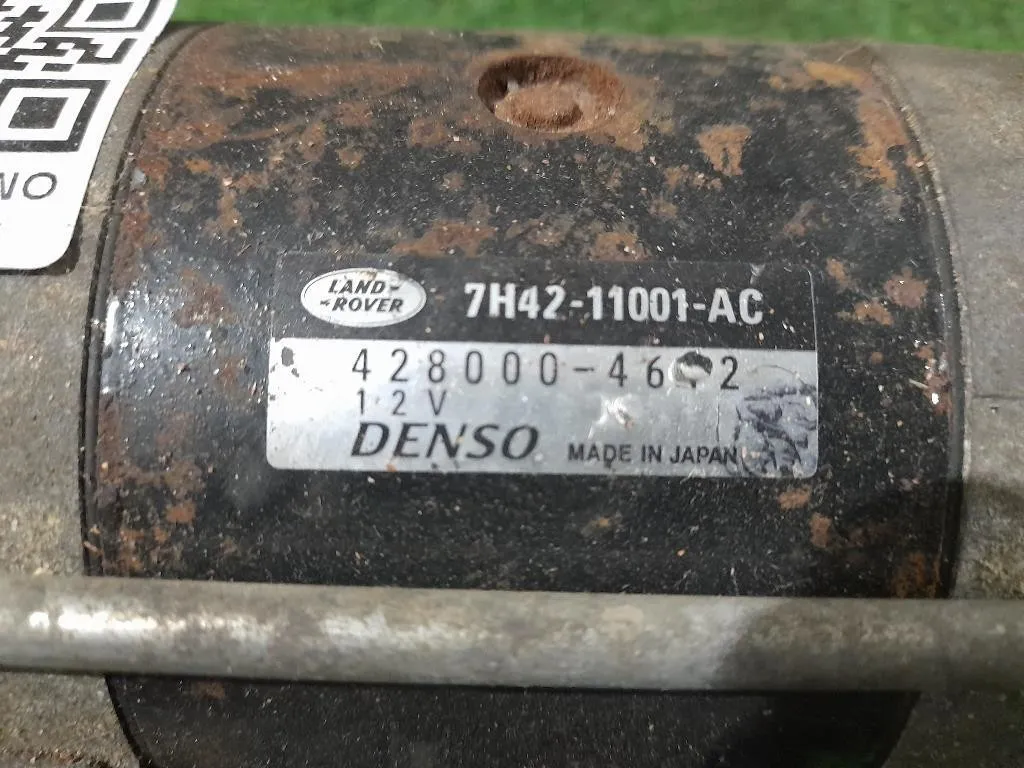 LAND-
-ROVER
7H42-11001-AC
12V
DENSO MADE IN JAPAN